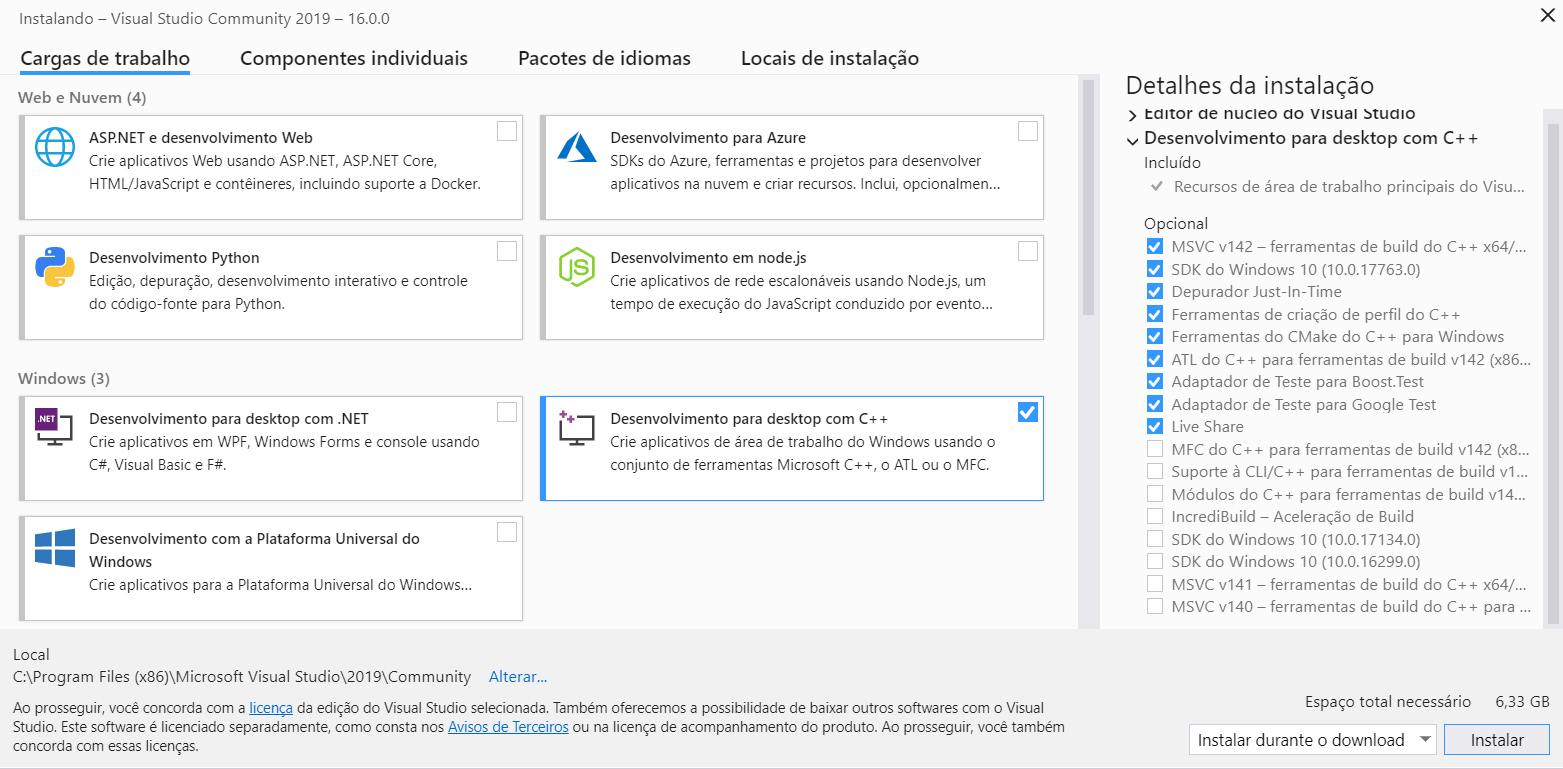 Instalando – Visual Studio Community 2019 – 16.0.0
Cargas de trabalho
Componentes individuais
Pacotes de idiomas
Locais de instalação
Web e Nuvem (4)
ASP.NET e desenvolvimento Web
Crie aplicativos Web usando ASP.NET, ASP.NET Core,
HTML/JavaScript e contêineres, incluindo suporte a Docker.
Desenvolvimento para Azure
SDKs do Azure, ferramentas e projetos para desenvolver
aplicativos na nuvem e criar recursos. Inclui, opcionalmen...
Desenvolvimento Python
Edição, depuração, desenvolvimento interativo e controle
do código-fonte para Python.
JS
Desenvolvimento em node.js
Crie aplicativos de rede escalonáveis usando Node.js, um
tempo de execução do JavaScript conduzido por evento...
Windows (3)
.NET
Desenvolvimento para desktop com .NET
Crie aplicativos em WPF, Windows Forms e console usando
C#, Visual Basic e F#.
Desenvolvimento para desktop com C++
Crie aplicativos de área de trabalho do Windows usando o
conjunto de ferramentas Microsoft C++, o ATL ou o MFC.
Desenvolvimento com a Plataforma Universal do
Windows
Crie aplicativos para a Plataforma Universal do Windows...
Detalhes da instalação
Editor de núcleo do Visual Studio
Desenvolvimento para desktop com C++
Incluído
Recursos de área de trabalho principais do Visu...
Opcional
MSVC v142 – ferramentas de build do C++ x64/...
SDK do Windows 10 (10.0.17763.0)
Depurador Just-In-Time
Ferramentas de criação de perfil do C++
Ferramentas do CMake do C++ para Windows
ATL do C++ para ferramentas de build v142 (x86...
Adaptador de Teste para Boost.Test
Adaptador de Teste para Google Test
Live Share
MFC do C++ para ferramentas de build v142 (x8...
Suporte à CLI/C++ para ferramentas de build v1...
Módulos do C++ para ferramentas de build v14...
IncrediBuild – Aceleração de Build
SDK do Windows 10 (10.0.17134.0)
SDK do Windows 10 (10.0.16299.0)
MSVC v141 – ferramentas de build do C++ x64/...
MSVC v140 – ferramentas de build do C++ para ...
Local
C:\Program Files (x86)\Microsoft Visual Studio\2019\Community
Alterar...
Ao prosseguir, você concorda com a licença da edição do Visual Studio selecionada. Também oferecemos a possibilidade de baixar outros softwares com o Visual
Studio. Este software é licenciado separadamente, como consta nos Avisos de Terceiros ou na licença de acompanhamento do produto. Ao prosseguir, você também
concorda com essas licenças.
Espaço total necessário 6,33 GB
Instalar durante o download
Instalar